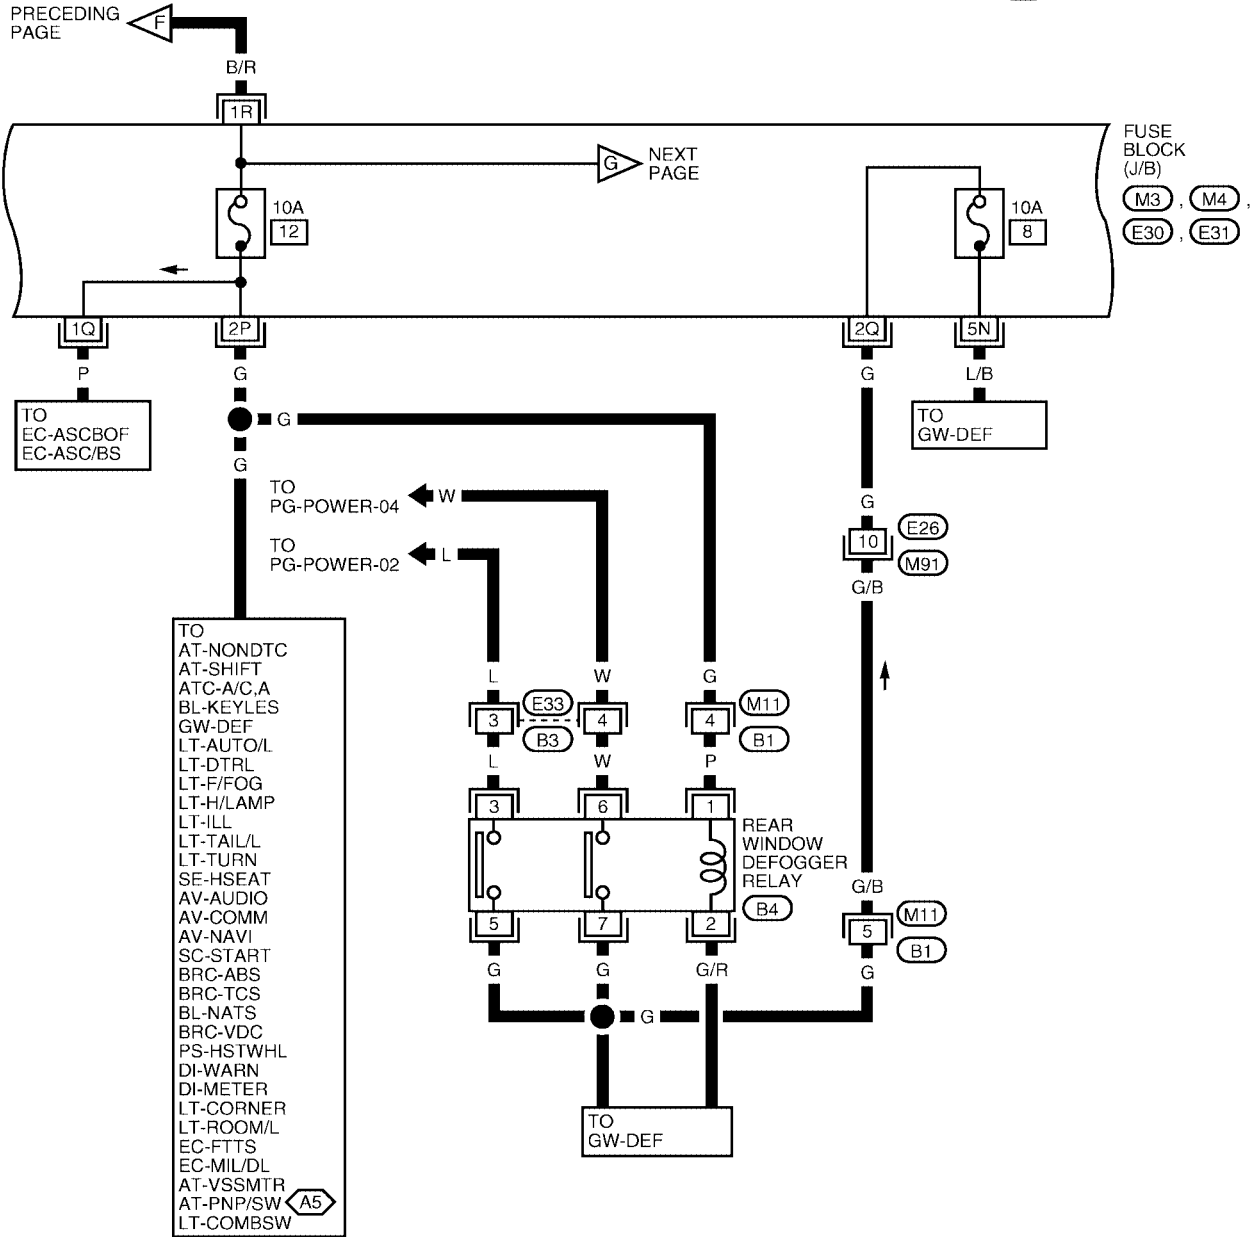 PRECEDING
PAGE
F
B/R
1R
G
NEXT
PAGE
FUSE
BLOCK
(J/B)
M3 , M4 ,
E30 , E31
10A
12
10A
8
1Q
2P
2Q
5N
P
G
G
L/B
TO
EC-ASCBOF
EC-ASC/BS
G
G
TO
GW-DEF
TO
PG-POWER-04
W
TO
PG-POWER-02
L
G
10
E26
M91
G/B
TO
AT-NONDTC
AT-SHIFT
ATC-A/C,A
BL-KEYLES
GW-DEF
LT-AUTO/L
LT-DTRL
LT-F/FOG
LT-H/LAMP
LT-ILL
LT-TAIL/L
LT-TURN
SE-HSEAT
AV-AUDIO
AV-COMM
AV-NAVI
SC-START
BRC-ABS
BRC-TCS
BL-NATS
BRC-VDC
PS-HSTWHL
DI-WARN
DI-METER
LT-CORNER
LT-ROOM/L
EC-FTTS
EC-MIL/DL
AT-VSSMTR
AT-PNP/SW A5
LT-COMBSW
L
W
G
3
E33
B3
4
4
M11
B1
L
W
P
3
6
1
REAR
WINDOW
DEFOGGER
RELAY
B4
5
7
2
G
G
G/R
G
G/B
5
M11
B1
G
TO
GW-DEF